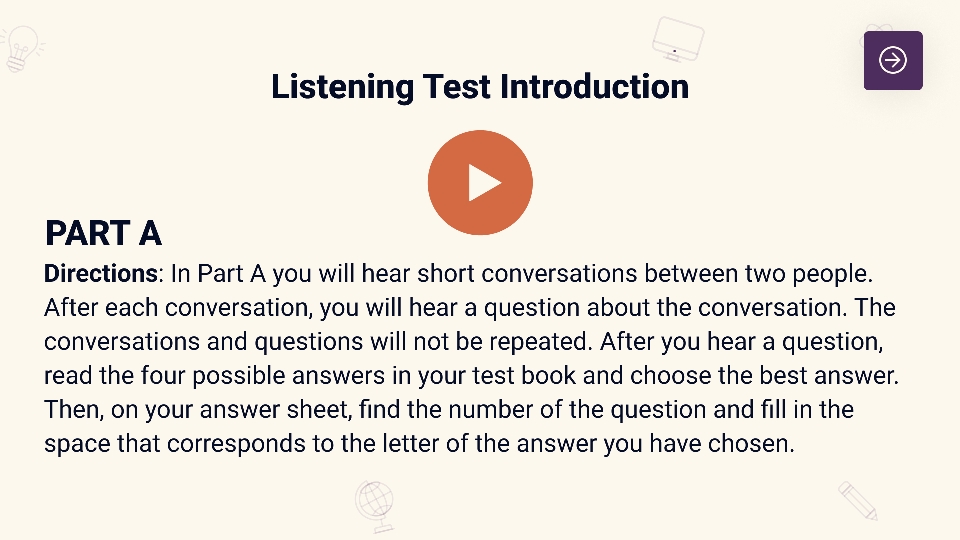 Listening Test Introduction
PART A
Directions: In Part A you will hear short conversations between two people.
After each conversation, you will hear a question about the conversation. The
conversations and questions will not be repeated. After you hear a question,
read the four possible answers in your test book and choose the best answer.
Then, on your answer sheet, find the number of the question and fill in the
space that corresponds to the letter of the answer you have chosen.